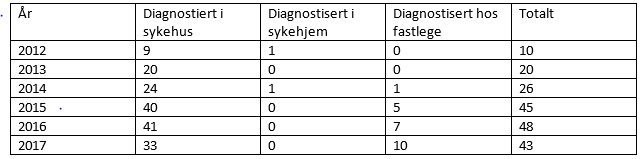 År Diagnostiert i sykehus Diagnostisert i sykehjem Diagnostisert hos fastlege Totalt
2012 9 1 0 10
2013 20 0 0 20
2014 24 1 1 26
2015 40 0 5 45
2016 41 0 7 48
2017 33 0 10 43